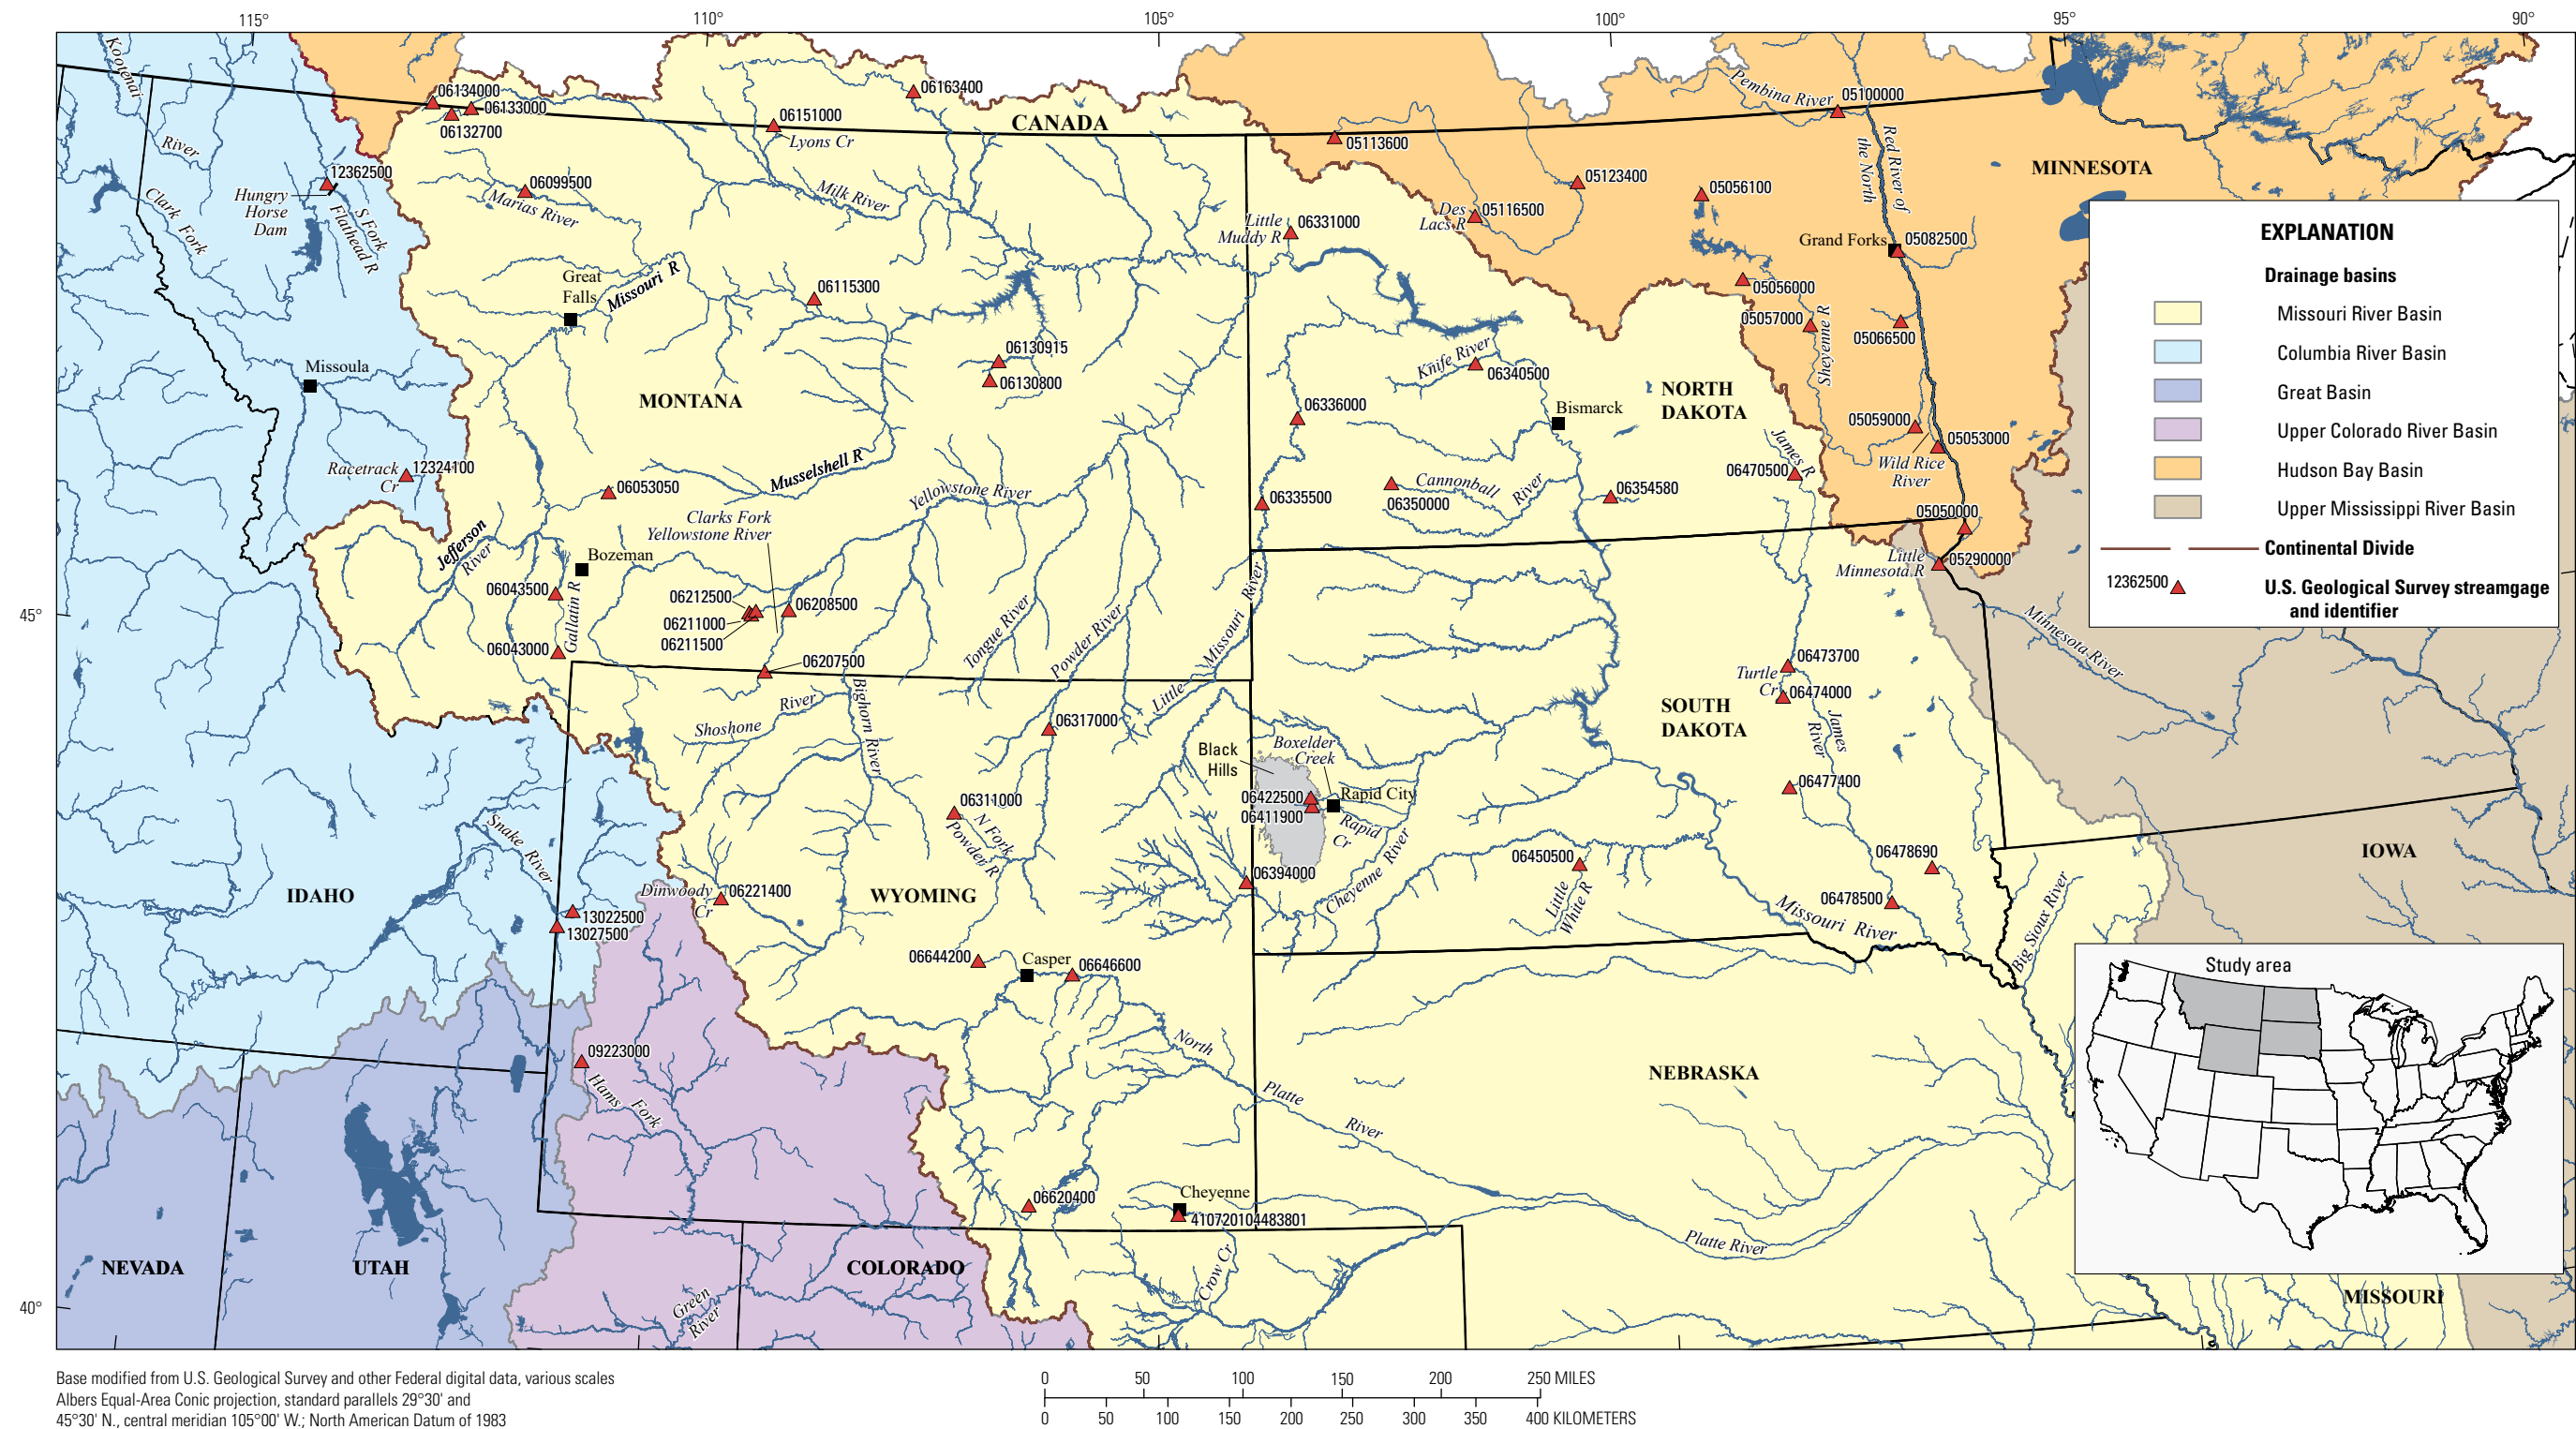 115°
110°
105°
100°
95°
90°
45°
40°
Kootenai
River
Clark
Fork
Hungry
Horse
Dam
S Fork
Flathead R
12362500
06134000
06133000
06132700
06163400
06151000
Lyons Cr
CANADA
06099500
Marias River
Milk River
Great
Falls
Missouri R
06115300
Missoula
MONTANA
06130915
06130800
Racetrack
Cr
12324100
Musselshell R
Yellowstone River
06053050
Jefferson
River
Bozeman
Clarks Fork
Yellowstone River
06043500
Gallatin R
06043000
06212500
06211000
06211500
06208500
06207500
Tongue River
Powder River
Little
Missouri
River
Shoshone
River
Bighorn River
06317000
06311000
N Fork
Powder R
Snake River
IDAHO
13022500
13027500
Dinwoody
Cr
06221400
WYOMING
06644200
Casper
06646600
09223000
Hams
Fork
06620400
Cheyenne
410720104483801
Crow Cr
NEVADA
UTAH
COLORADO
Green
River
Pembina River
05100000
Red River of
the North
MINNESOTA
05113600
05123400
05056100
Des
Lacs R
05116500
Little
Muddy R
06331000
Grand Forks
05082500
05056000
05057000
Sheyenne R
05066500
Knife River
06340500
NORTH
DAKOTA
06336000
Bismarck
05059000
05053000
Wild Rice
River
James R
06470500
Cannonball
River
06350000
06354580
06335500
05050000
Little
Minnesota R
05290000
Minnesota River
06473700
Turtle
Cr
06474000
James
River
SOUTH
DAKOTA
Black
Hills
Boxelder
Creek
06422500
06411900
Rapid City
Rapid
Cr
06477400
Cheyenne River
06394000
06450500
Little
White R
06478690
06478500
Missouri River
Big Sioux River
IOWA
North
Platte
River
NEBRASKA
Platte River
MISSOURI
EXPLANATION
Drainage basins
Missouri River Basin
Columbia River Basin
Great Basin
Upper Colorado River Basin
Hudson Bay Basin
Upper Mississippi River Basin
Continental Divide
12362500
U.S. Geological Survey streamgage
and identifier
Study area
Base modified from U.S. Geological Survey and other Federal digital data, various scales
Albers Equal-Area Conic projection, standard parallels 29°30' and
45°30' N., central meridian 105°00' W.; North American Datum of 1983
0 50 100 150 200 250 MILES
0 50 100 150 200 250 300 350 400 KILOMETERS